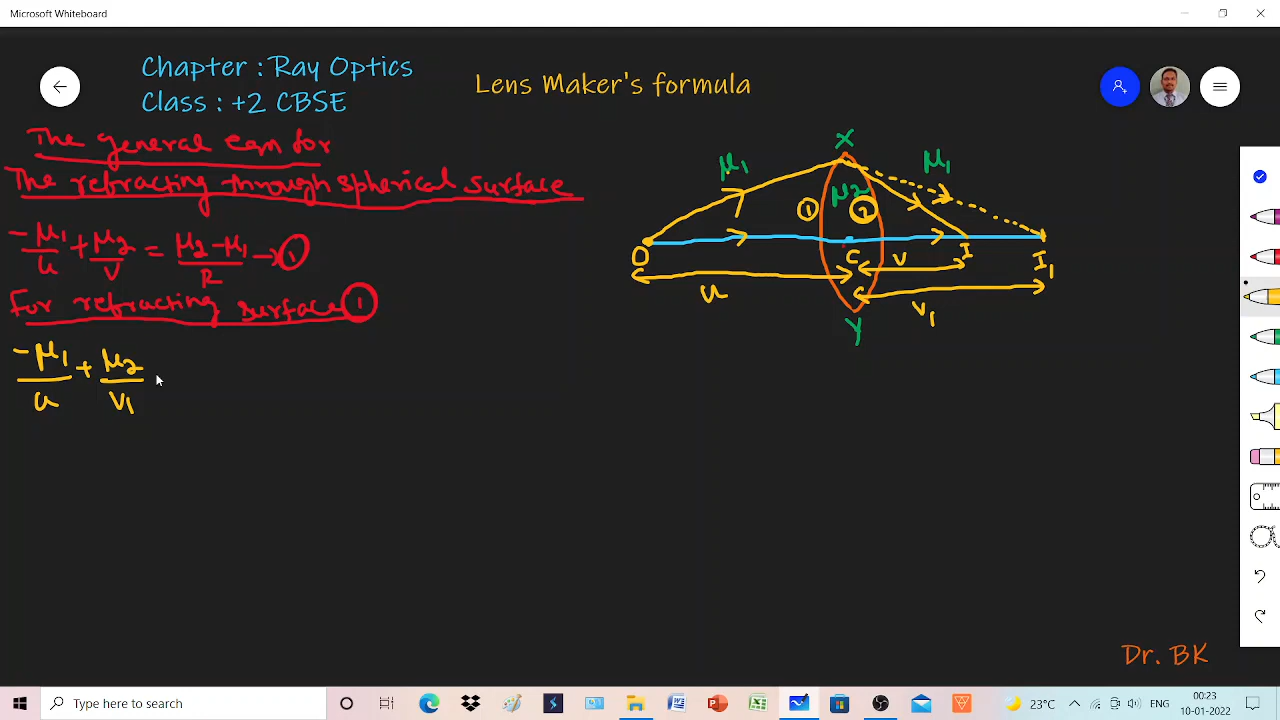 Microsoft Whiteboard
Chapter : Ray Optics
Class : +2 CBSE
Lens Maker's formula
The general eqn for
The refracting through spherical surface
-μ1/u + μ2/v = μ2-μ1/R → ①
For refracting surface ①
-μ1/u + μ2/v1
X
μ1
μ1
μ2
① ②
O
C
I
I1
u
v
v1
Y
Dr. BK
Type here to search
23°C
ENG
00:23
10-01-2022